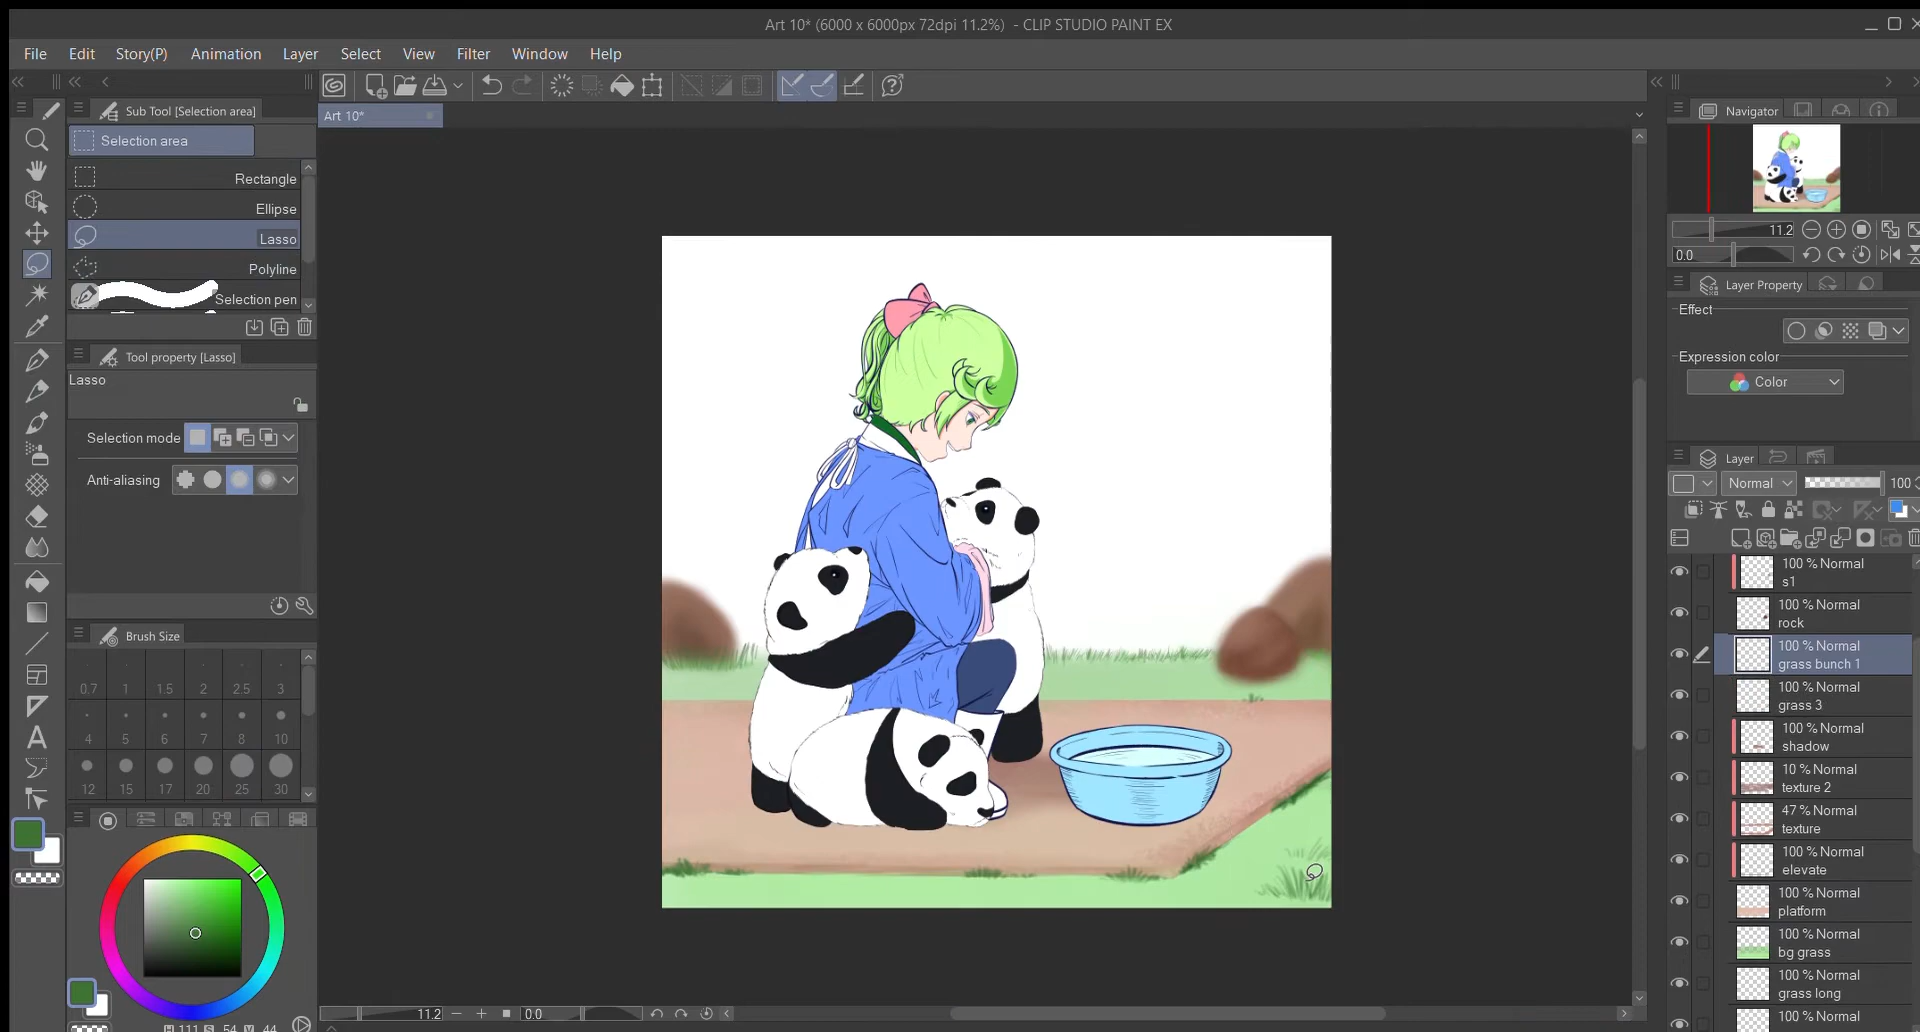 Art 10* (6000 x 6000px 72dpi 11.2%) - CLIP STUDIO PAINT EX
File Edit Story(P) Animation Layer Select View Filter Window Help
Sub Tool [Selection area]
Selection area
Rectangle
Ellipse
Lasso
Polyline
Selection pen
Tool property [Lasso]
Lasso
Selection mode
Anti-aliasing
Brush Size
0.7 1 1.5 2 2.5 3
4 5 6 7 8 10
12 15 17 20 25 30
H 111 S 54 V 44
Art 10*
11.2 0.0
Navigator
11.2
0.0
Layer Property
Effect
Expression color
Color
Layer
Normal 100
100 % Normal
s1
100 % Normal
rock
100 % Normal
grass bunch 1
100 % Normal
grass 3
100 % Normal
shadow
10 % Normal
texture 2
47 % Normal
texture
100 % Normal
elevate
100 % Normal
platform
100 % Normal
bg grass
100 % Normal
grass long
100 % Normal